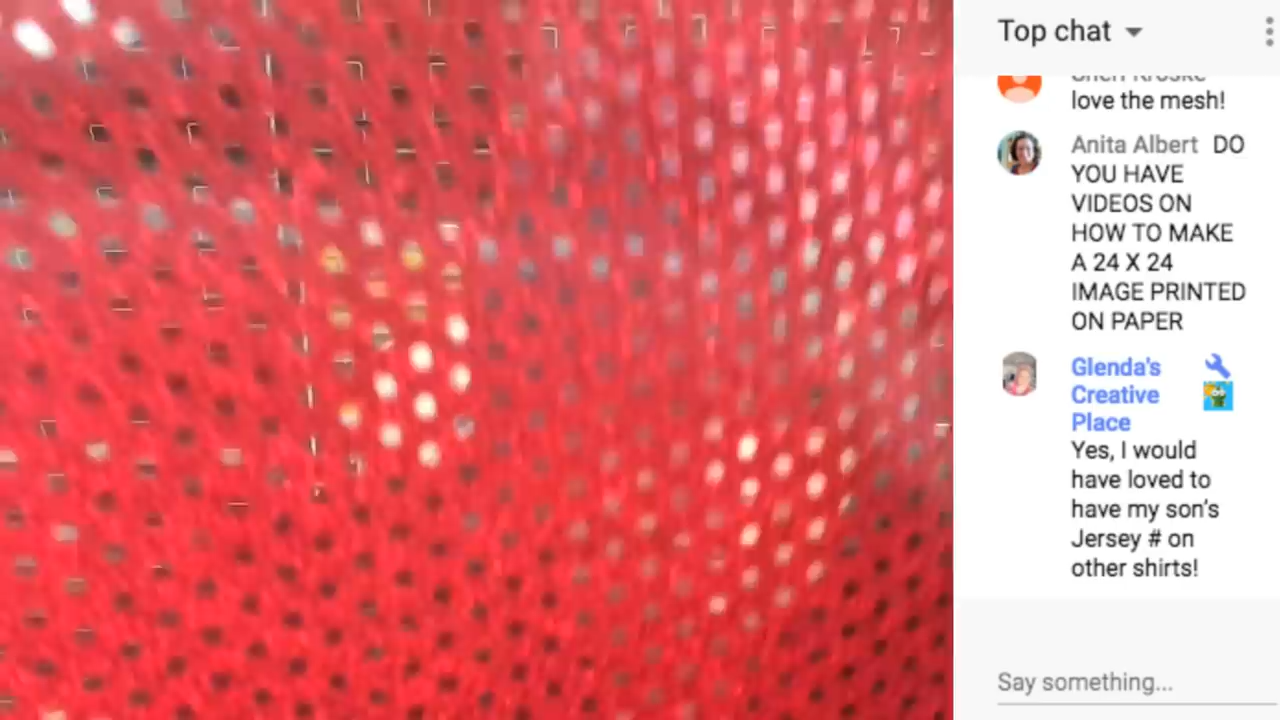 Top chat
love the mesh!
Anita Albert DO
YOU HAVE
VIDEOS ON
HOW TO MAKE
A 24 X 24
IMAGE PRINTED
ON PAPER
Glenda's
Creative
Place
Yes, I would
have loved to
have my son's
Jersey # on
other shirts!
Say something...